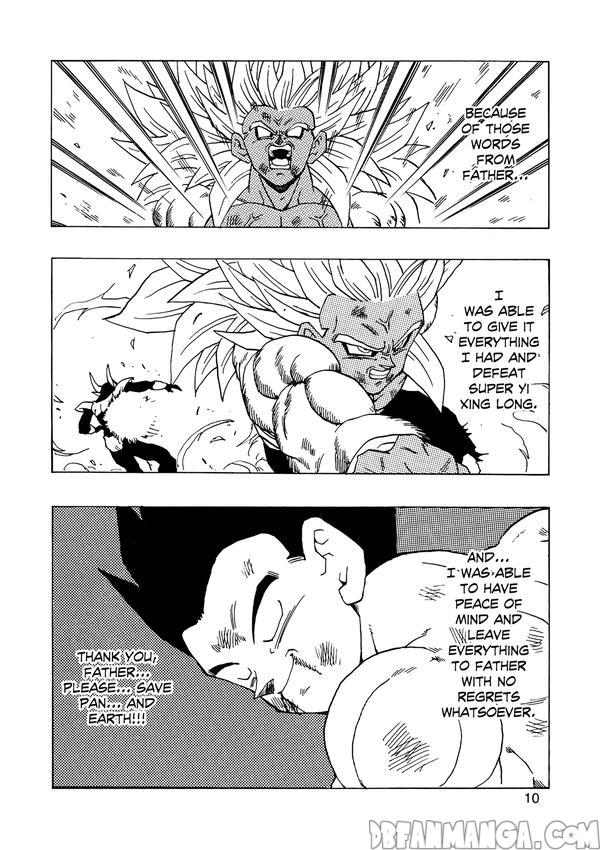 BECAUSE
OF THOSE
WORDS
FROM
FATHER...
I
WAS ABLE
TO GIVE IT
EVERYTHING
I HAD AND
DEFEAT
SUPER YI
XING LONG.
AND...
I WAS ABLE
TO HAVE
PEACE OF
MIND AND
LEAVE
EVERYTHING
TO FATHER
WITH NO
REGRETS
WHATSOEVER.
THANK YOU,
FATHER...
PLEASE... SAVE
PAN... AND
EARTH!!!
10
DBFANMANGA.COM